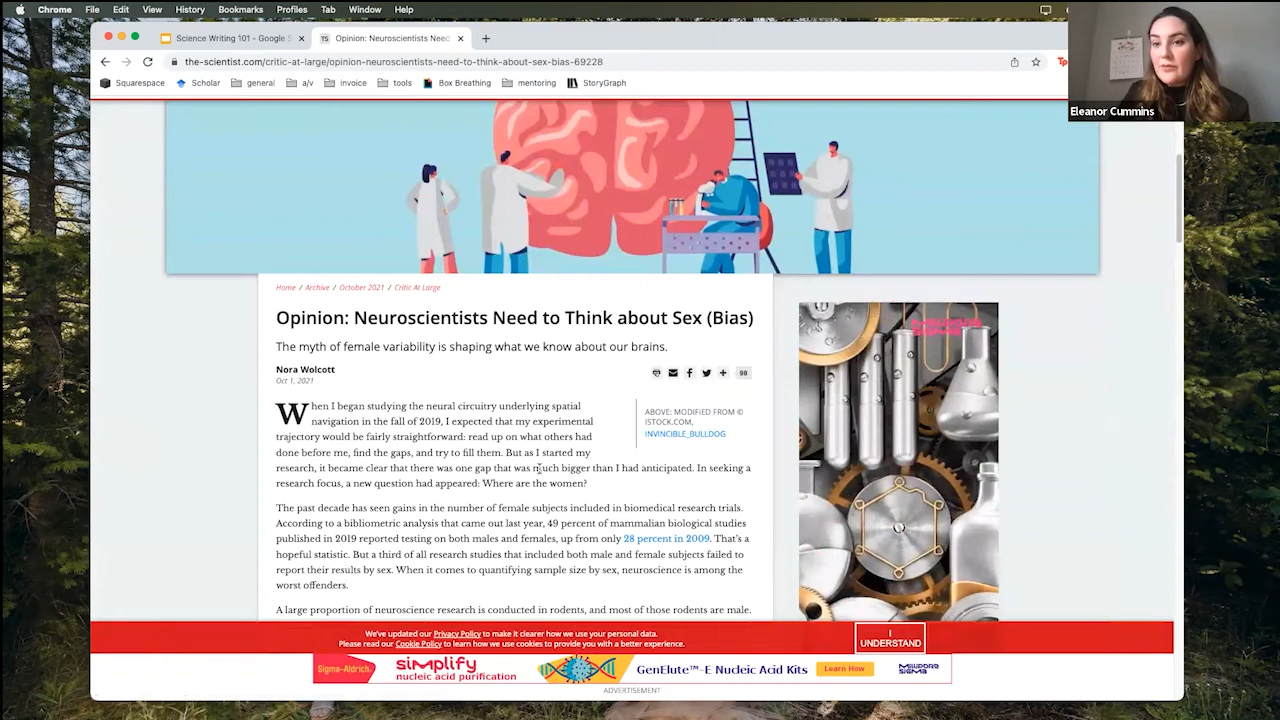 Chrome File Edit View History Bookmarks Profiles Tab Window Help
Science Writing 101 - Google S
TS Opinion: Neuroscientists Need
the-scientist.com/critic-at-large/opinion-neuroscientists-need-to-think-about-sex-bias-69228
Squarespace Scholar general a/v invoice tools Box Breathing mentoring StoryGraph
Eleanor Cummins
Home / Archive / October 2021 / Critic At Large
Opinion: Neuroscientists Need to Think about Sex (Bias)
The myth of female variability is shaping what we know about our brains.
Nora Wolcott
Oct 1, 2021
98
When I began studying the neural circuitry underlying spatial
navigation in the fall of 2019, I expected that my experimental
trajectory would be fairly straightforward: read up on what others had
done before me, find the gaps, and try to fill them. But as I started my
research, it became clear that there was one gap that was much bigger than I had anticipated. In seeking a
research focus, a new question had appeared: Where are the women?
ABOVE: MODIFIED FROM ©
ISTOCK.COM,
INVINCIBLE_BULLDOG
The past decade has seen gains in the number of female subjects included in biomedical research trials.
According to a bibliometric analysis that came out last year, 49 percent of mammalian biological studies
published in 2019 reported testing on both males and females, up from only 28 percent in 2009. That's a
hopeful statistic. But a third of all research studies that included both male and female subjects failed to
report their results by sex. When it comes to quantifying sample size by sex, neuroscience is among the
worst offenders.
A large proportion of neuroscience research is conducted in rodents, and most of those rodents are male.
We've updated our Privacy Policy to make it clearer how we use your personal data.
Please read our Cookie Policy to learn how we use cookies to provide you with a better experience.
I
UNDERSTAND
Sigma-Aldrich
simplify
nucleic acid purification
GenElute™-E Nucleic Acid Kits
Learn How
Millipore
Sigma
ADVERTISEMENT